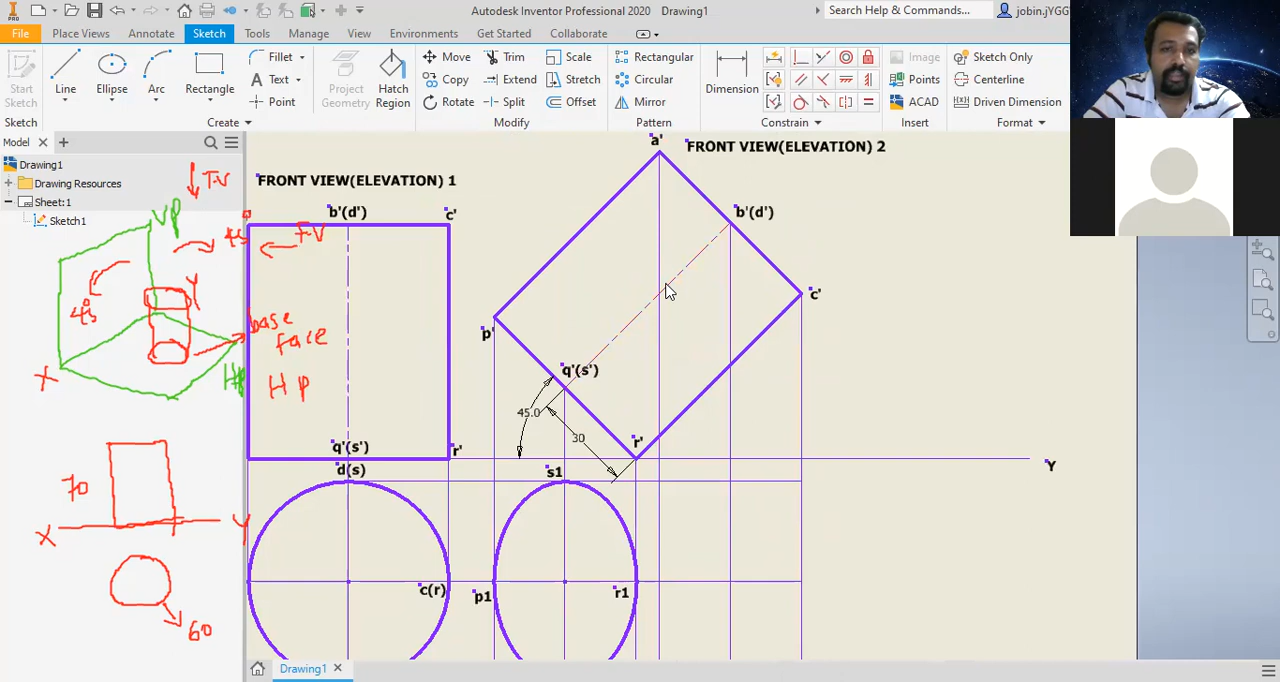 Autodesk Inventor Professional 2020 Drawing1
Search Help & Commands...
jobin.jYGG
PRO
File Place Views Annotate Sketch Tools Manage View Environments Get Started Collaborate
Start Sketch
Line
Ellipse
Arc
Rectangle
Fillet
Text
Point
Project Geometry
Hatch Region
Move
Copy
Rotate
Trim
Extend
Split
Scale
Stretch
Offset
Rectangular
Circular
Mirror
Dimension
Image
Points
ACAD
Sketch Only
Centerline
Driven Dimension
Sketch
Create
Modify
Pattern
Constrain
Insert
Format
Model
Drawing1
Drawing Resources
Sheet:1
Sketch1
T.V
VP
45°
F.V
45°
Y
base
face
X
HP
H P
70
X
Y
60
FRONT VIEW(ELEVATION) 1
b'(d')
c'
q'(s')
r'
d(s)
c(r)
FRONT VIEW(ELEVATION) 2
a'
b'(d')
c'
p'
q'(s')
45.0
30
r'
Y
s1
p1
r1
Drawing1